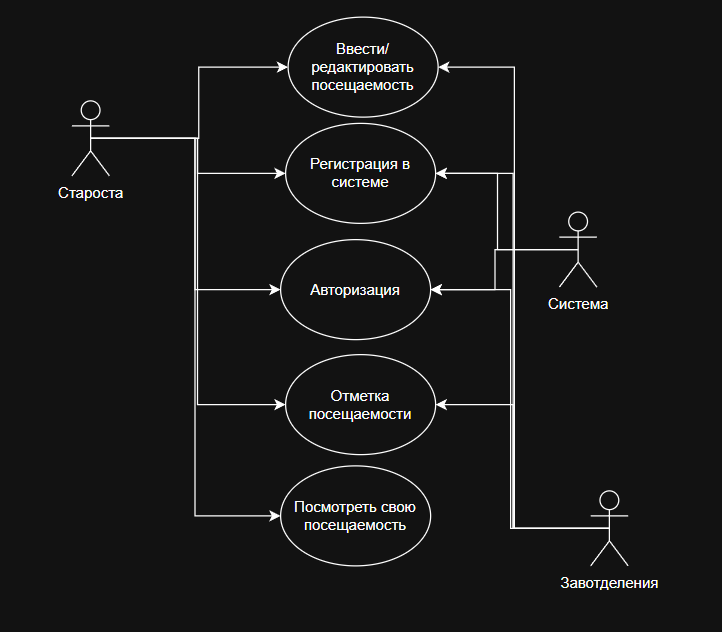 Ввести/
редактировать
посещаемость
Староста
Регистрация в
системе
Система
Авторизация
Отметка
посещаемости
Посмотреть свою
посещаемость
Завотделения